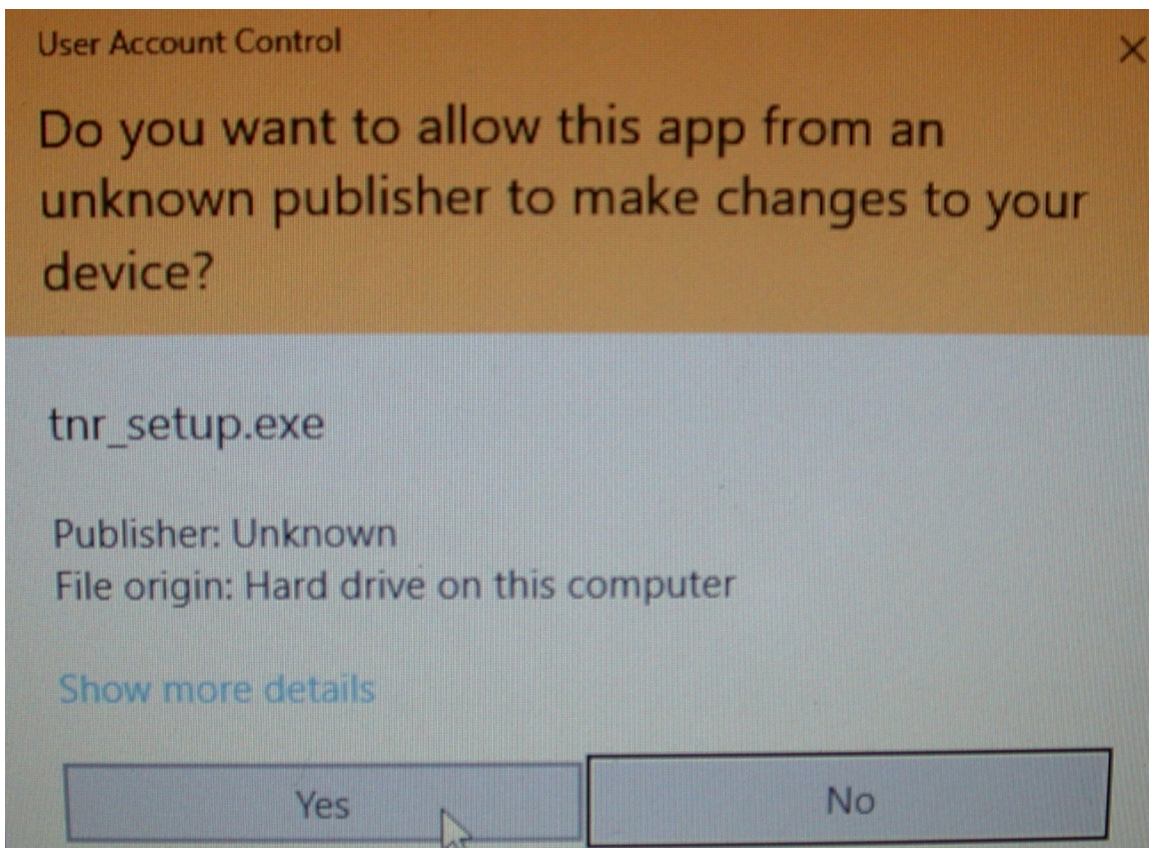 User Account Control
Do you want to allow this app from an
unknown publisher to make changes to your
device?
tnr_setup.exe
Publisher: Unknown
File origin: Hard drive on this computer
Show more details
Yes
No